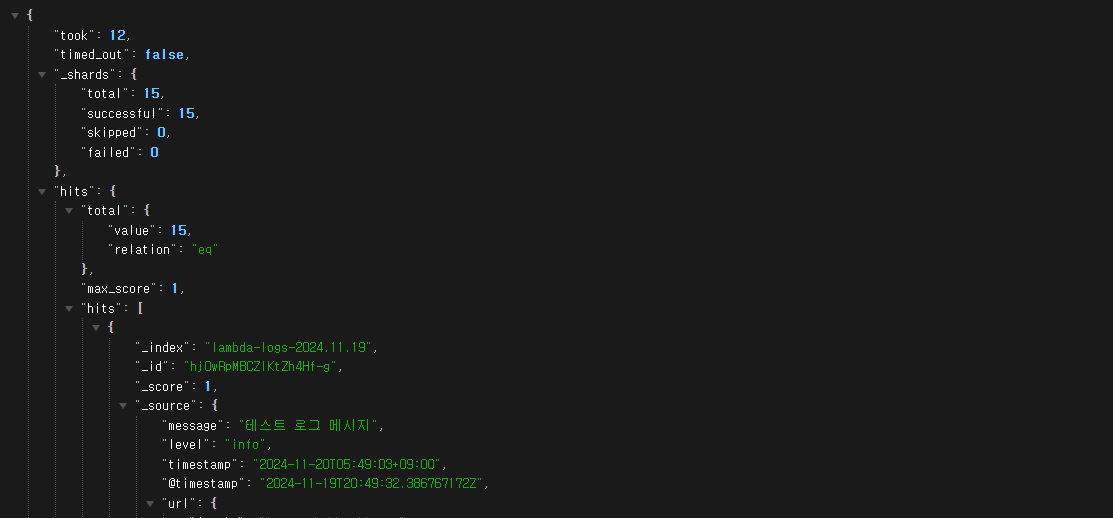 {
"took": 12,
"timed_out": false,
"_shards": {
"total": 15,
"successful": 15,
"skipped": 0,
"failed": 0
},
"hits": {
"total": {
"value": 15,
"relation": "eq"
},
"max_score": 1,
"hits": [
{
"_index": "lambda-logs-2024.11.19",
"_id":
"_score": 1,
"_source": {
"message": "테스트 로그 메시지",
"level": "info",
"timestamp": "2024-11-20T05:49:03+09:00",
"@timestamp": "2024-11-19T20:49:32.386767172Z",
"url": {